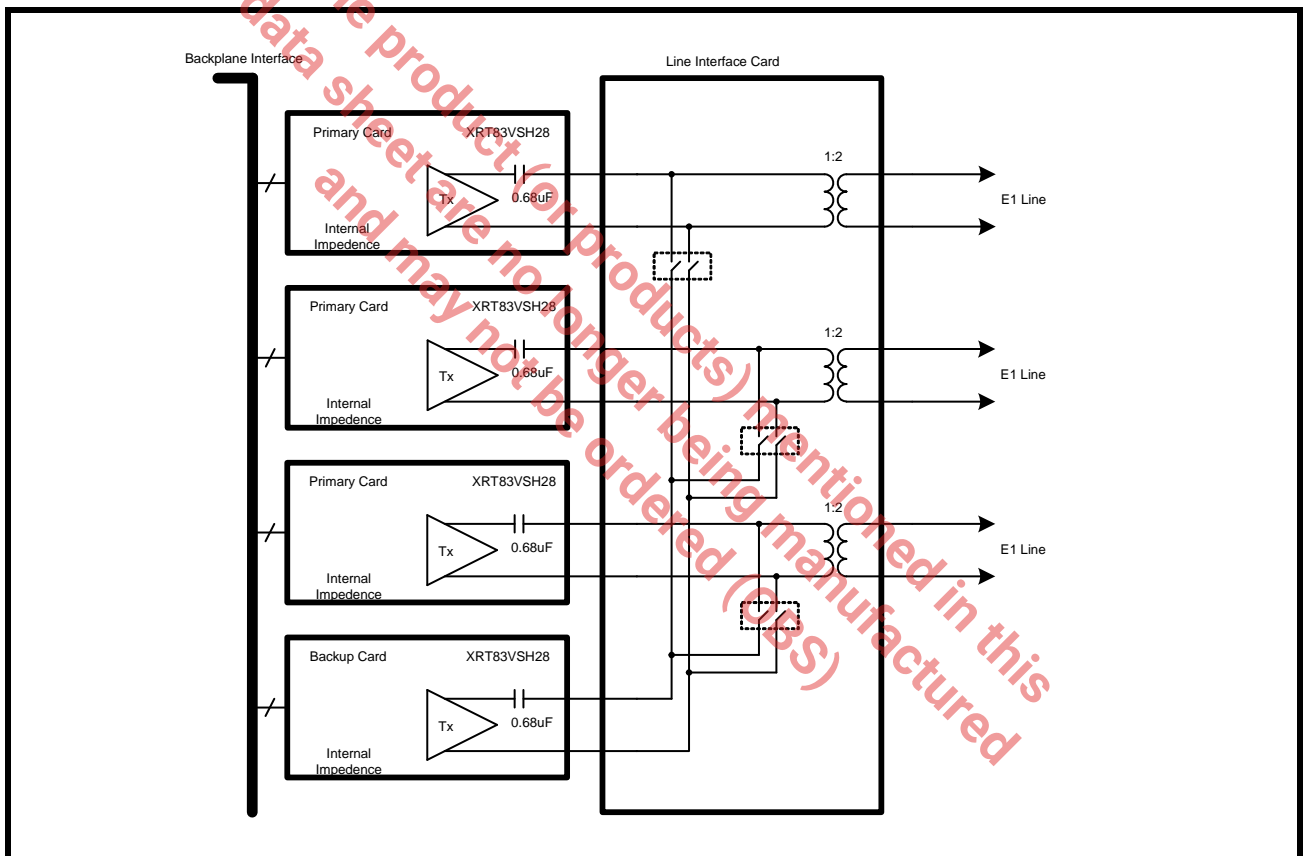 Backplane Interface
Line Interface Card
Primary Card XRT83VSH28
Tx
0.68uF
Internal
Impedence
1:2
E1 Line
Primary Card XRT83VSH28
Tx
0.68uF
Internal
Impedence
1:2
E1 Line
Primary Card XRT83VSH28
Tx
0.68uF
Internal
Impedence
1:2
E1 Line
Backup Card XRT83VSH28
Tx
0.68uF
Internal
Impedence
product (or products) mentioned in this
data sheet are no longer being manufactured
and may not be ordered (OBS)